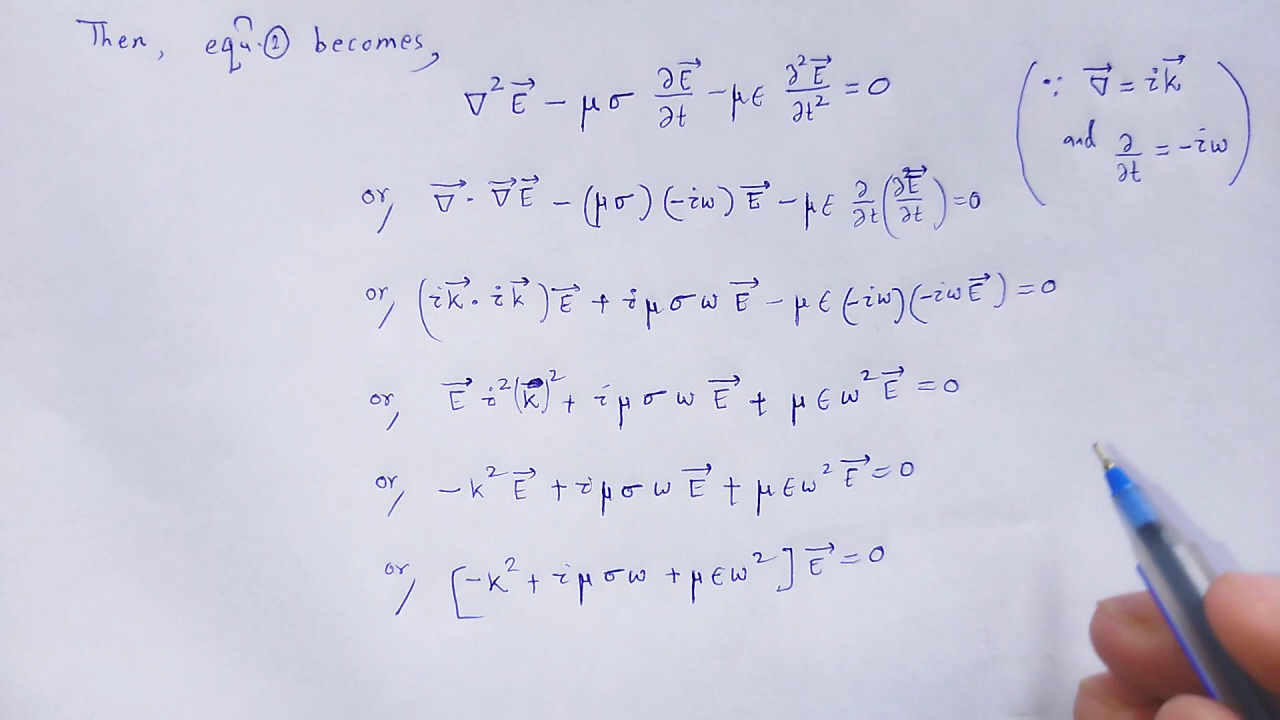 Then, equⁿ.② becomes,
∇²E⃗ − μσ ∂E⃗/∂t − μϵ ∂²E⃗/∂t² = 0
(∵ ∇⃗ = ik⃗
and ∂/∂t = −iω)
or, ∇⃗·∇⃗E⃗ − (μσ)(−iω)E⃗ − μϵ ∂/∂t(∂E⃗/∂t) = 0
or, (ik⃗·ik⃗)E⃗ + iμσωE⃗ − μϵ(−iω)(−iωE⃗) = 0
or, E⃗ i²(k⃗)² + iμσωE⃗ + μϵω²E⃗ = 0
or, −k²E⃗ + iμσωE⃗ + μϵω²E⃗ = 0
or, [−k² + iμσω + μϵω²]E⃗ = 0